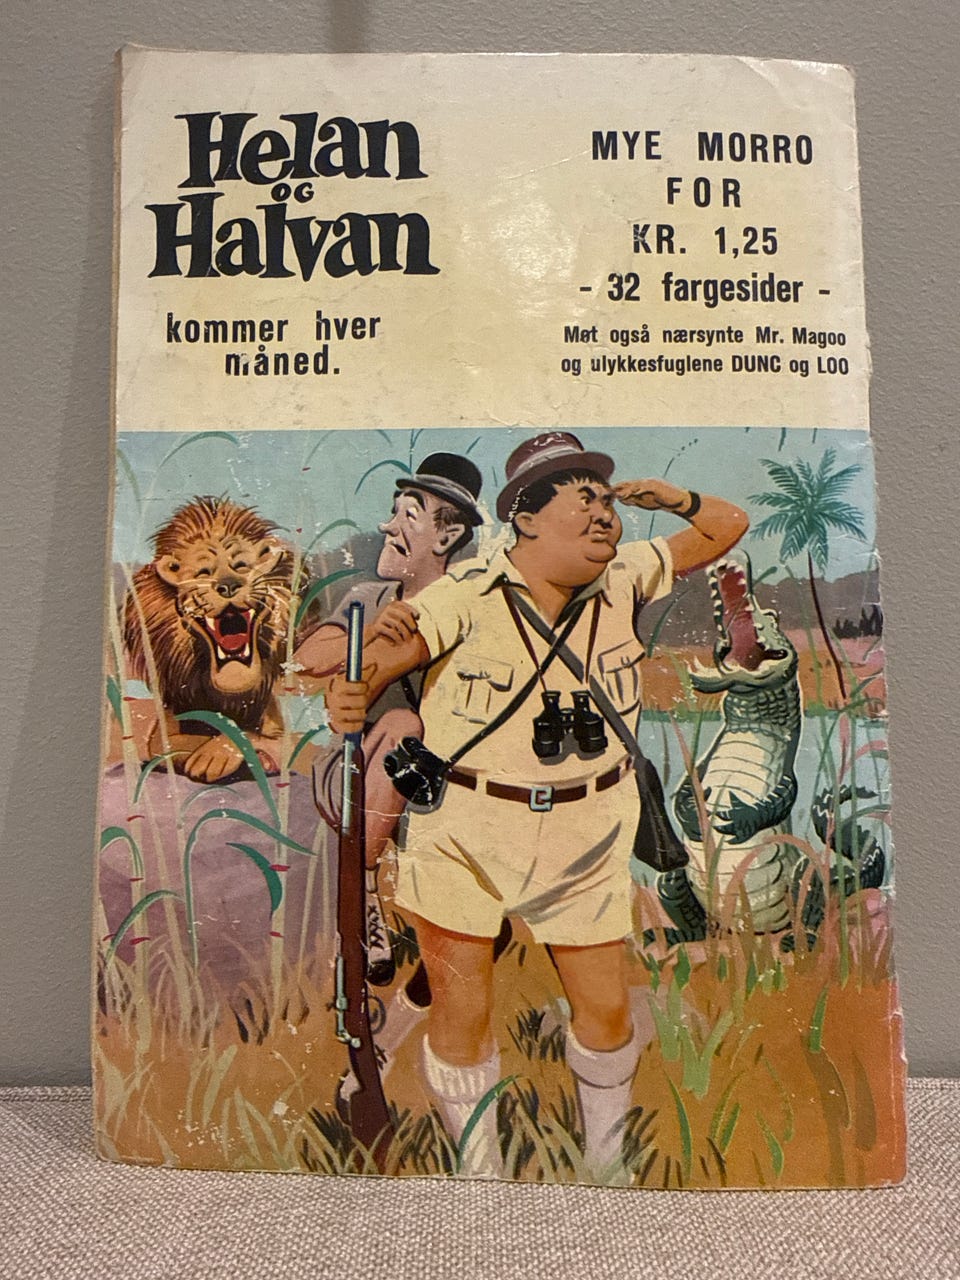 Helan
OG
Halvan
kommer hver
måned.
MYE MORRO
FOR
KR. 1,25
- 32 fargesider -
Møt også nærsynte Mr. Magoo
og ulykkesfuglene DUNC og LOO